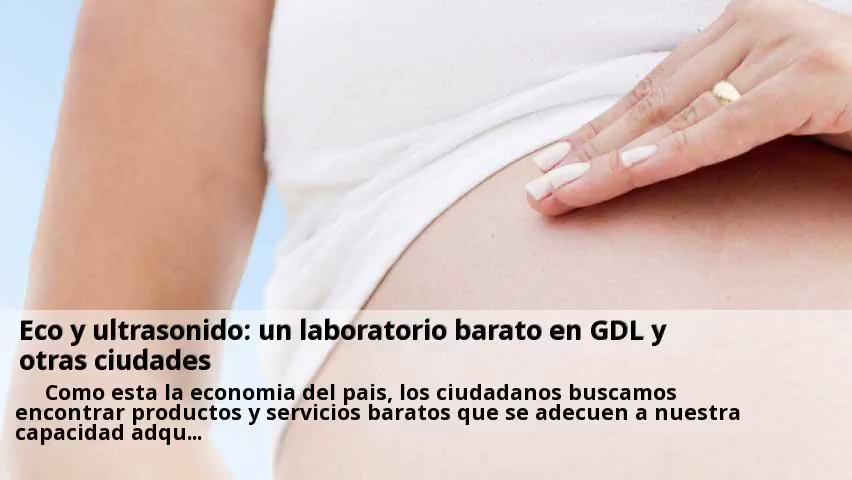 Eco y ultrasonido: un laboratorio barato en GDL y
otras ciudades
Como esta la economia del pais, los ciudadanos buscamos
encontrar productos y servicios baratos que se adecuen a nuestra
capacidad adqu...